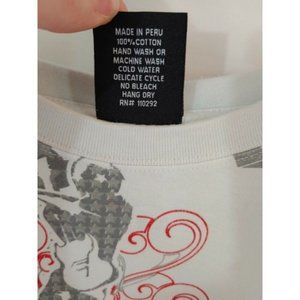 MADE IN PERU
100% COTTON
HAND WASH OR
MACHINE WASH
COLD WATER
DELICATE CYCLE
NO BLEACH
HANG DRY
RN# 110292